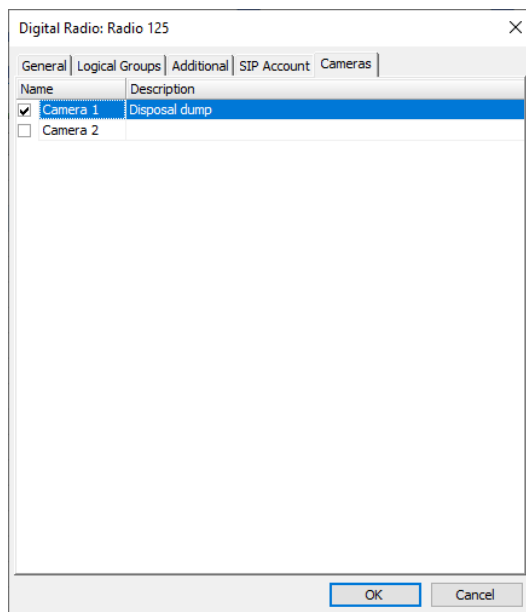 Digital Radio: Radio 125
General Logical Groups Additional SIP Account Cameras
Name Description
Camera 1 Disposal dump
Camera 2
OK Cancel